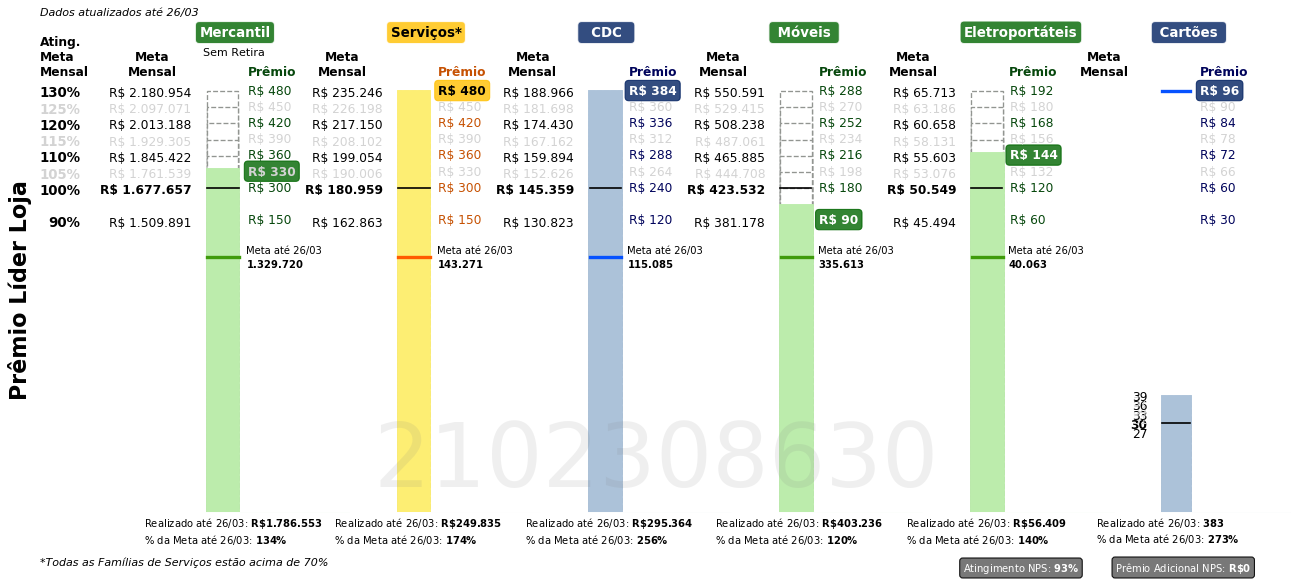 Dados atualizados até 26/03
Mercantil Serviços* CDC Móveis Eletroportáteis Cartões
Sem Retira
Ating. Meta Mensal
Meta Mensal Prêmio Meta Mensal Prêmio Meta Mensal Prêmio Meta Mensal Prêmio Meta Mensal Prêmio Meta Mensal Prêmio
130% R$ 2.180.954 R$ 480 R$ 235.246 R$ 480 R$ 188.966 R$ 384 R$ 550.591 R$ 288 R$ 65.713 R$ 192 R$ 96
125% R$ 2.097.071 R$ 450 R$ 226.198 R$ 450 R$ 181.698 R$ 360 R$ 529.415 R$ 270 R$ 63.186 R$ 180 R$ 90
120% R$ 2.013.188 R$ 420 R$ 217.150 R$ 420 R$ 174.430 R$ 336 R$ 508.238 R$ 252 R$ 60.658 R$ 168 R$ 84
115% R$ 1.929.305 R$ 390 R$ 208.102 R$ 390 R$ 167.162 R$ 312 R$ 487.061 R$ 234 R$ 58.131 R$ 156 R$ 78
110% R$ 1.845.422 R$ 360 R$ 199.054 R$ 360 R$ 159.894 R$ 288 R$ 465.885 R$ 216 R$ 55.603 R$ 144 R$ 72
105% R$ 1.761.539 R$ 330 R$ 190.006 R$ 330 R$ 152.626 R$ 264 R$ 444.708 R$ 198 R$ 53.076 R$ 132 R$ 66
100% R$ 1.677.657 R$ 300 R$ 180.959 R$ 300 R$ 145.359 R$ 240 R$ 423.532 R$ 180 R$ 50.549 R$ 120 R$ 60
90% R$ 1.509.891 R$ 150 R$ 162.863 R$ 150 R$ 130.823 R$ 120 R$ 381.178 R$ 90 R$ 45.494 R$ 60 R$ 30
Meta até 26/03 Meta até 26/03 Meta até 26/03 Meta até 26/03 Meta até 26/03
1.329.720 143.271 115.085 335.613 40.063
Prêmio Líder Loja
39
36
33
30
27
2102308630
Realizado até 26/03: R$1.786.553 Realizado até 26/03: R$249.835 Realizado até 26/03: R$295.364 Realizado até 26/03: R$403.236 Realizado até 26/03: R$56.409 Realizado até 26/03: 383
% da Meta até 26/03: 134% % da Meta até 26/03: 174% % da Meta até 26/03: 256% % da Meta até 26/03: 120% % da Meta até 26/03: 140% % da Meta até 26/03: 273%
*Todas as Famílias de Serviços estão acima de 70%
Atingimento NPS: 93% Prêmio Adicional NPS: R$0